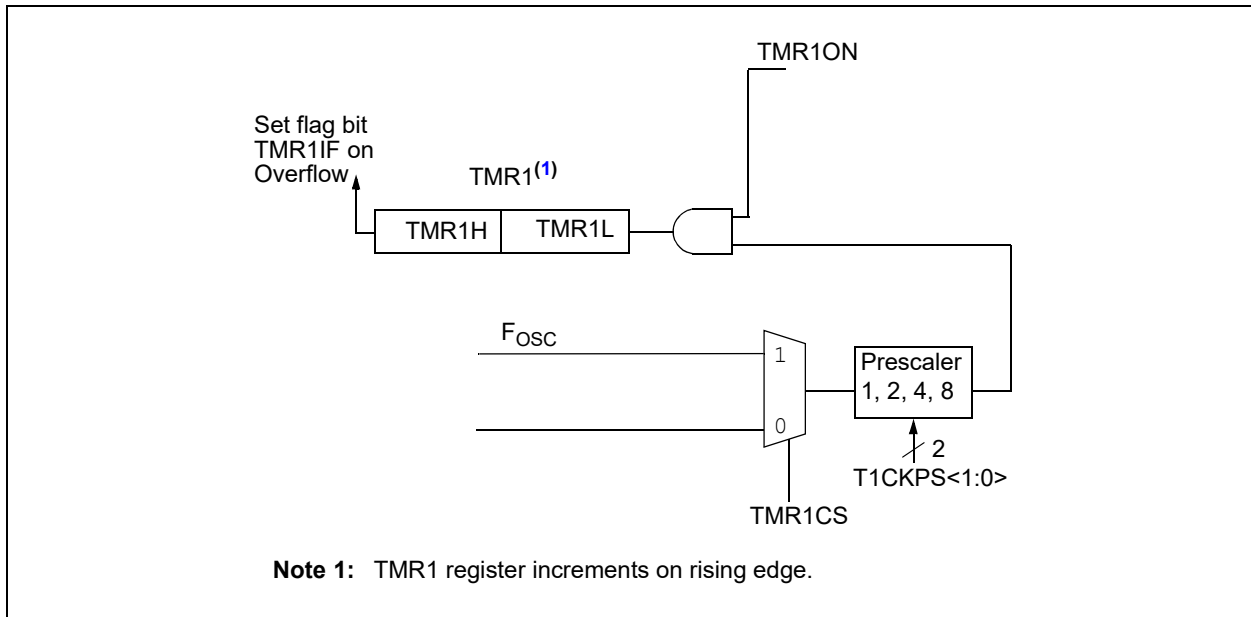 TMR1ON
Set flag bit
TMR1IF on
Overflow
TMR1(1)
TMR1H
TMR1L
FOSC
1
Prescaler
1, 2, 4, 8
0
2
T1CKPS<1:0>
TMR1CS
Note 1: TMR1 register increments on rising edge.